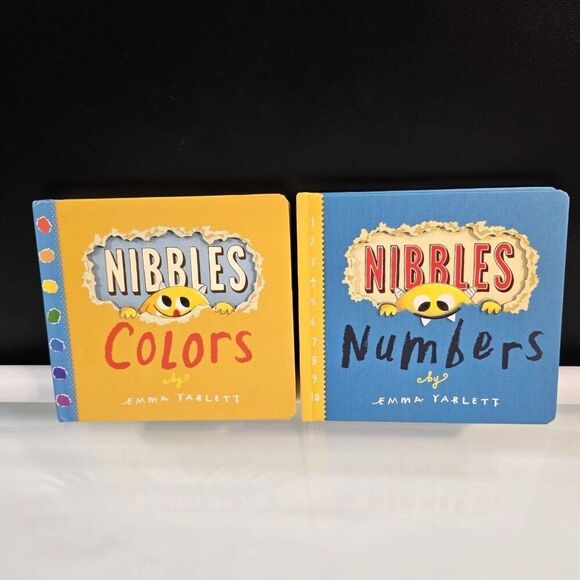 NIBBLES
Colors
by
EMMA YARLETT
1
2
3
4
5
6
7
8
9
10
NIBBLES
Numbers
by
EMMA YARLETT